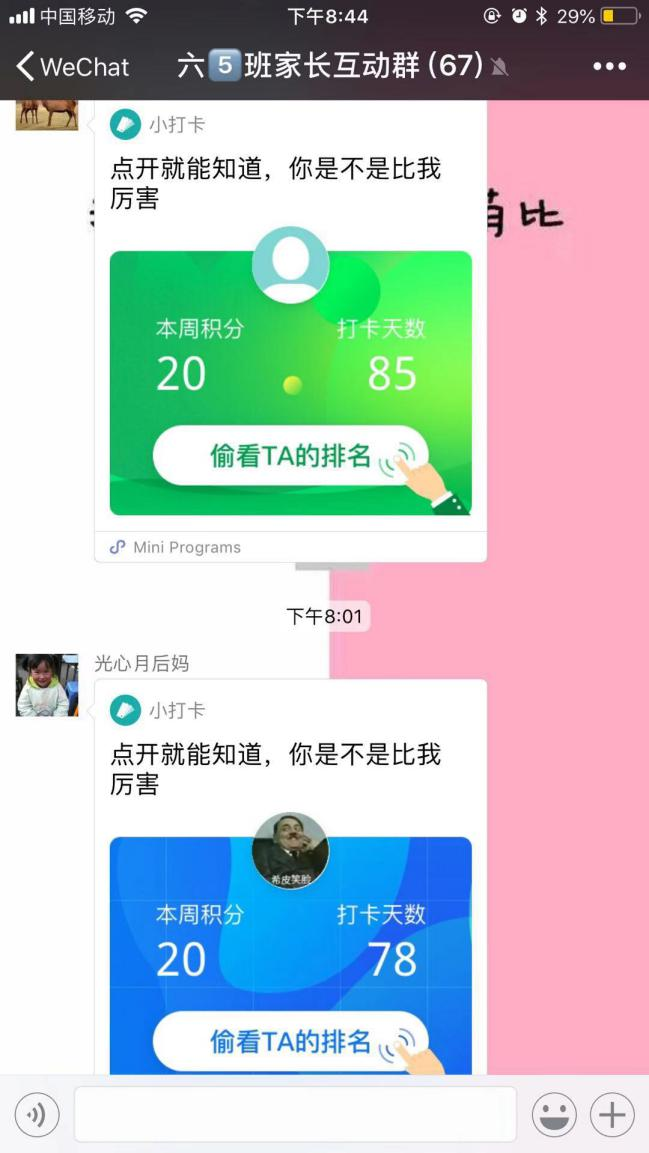 中国移动
下午8:44
29%
WeChat
六5班家长互动群(67)
小打卡
点开就能知道，你是不是比我
厉害
比
本周积分
打卡天数
20
85
偷看TA的排名
Mini Programs
下午8:01
光心月后妈
小打卡
点开就能知道，你是不是比我
厉害
希皮笑脸
本周积分
打卡天数
20
78
偷看TA的排名